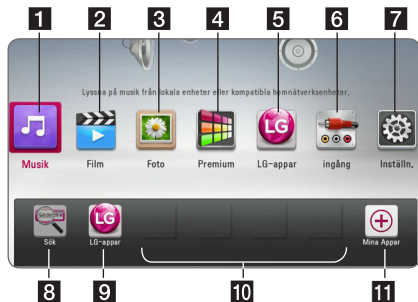 1 2 3 4 5 6 7
Lyssna på musik från lokala enheter eller kompatibla hemnätverksenheter.
LG
Musik Film Foto Premium LG-appar ingång Inställn.
search LG
Sök LG-appar Mina Appar
8 9 10 11